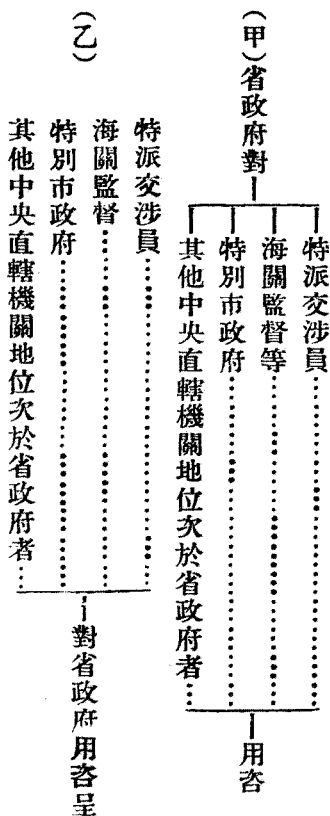 （甲）省政府對
特派交涉員
海關監督等
特別市政府
其他中央直轄機關地位次於省政府者
用咨
（乙）
特派交涉員
海關監督
特別市政府
其他中央直轄機關地位次於省政府者
對省政府用咨呈